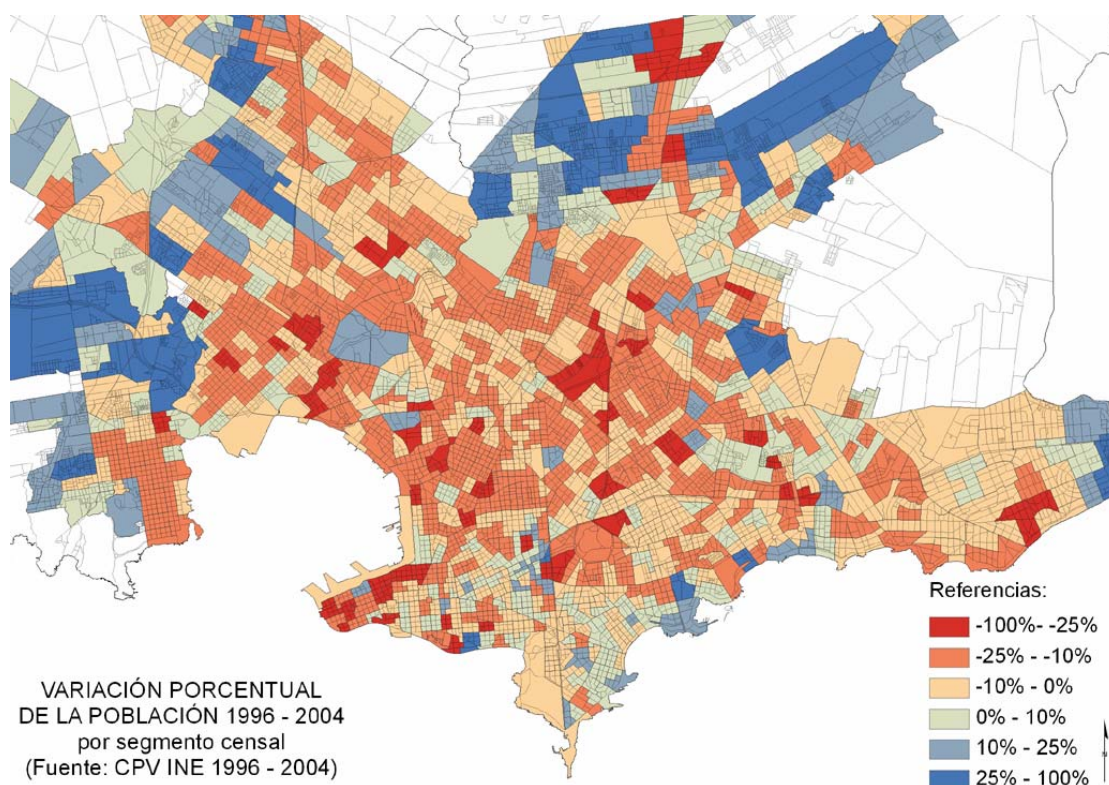 VARIACIÓN PORCENTUAL
DE LA POBLACIÓN 1996 - 2004
por segmento censal
(Fuente: CPV INE 1996 - 2004)
Referencias:
-100%- -25%
-25% - -10%
-10% - 0%
0% - 10%
10% - 25%
25% - 100%